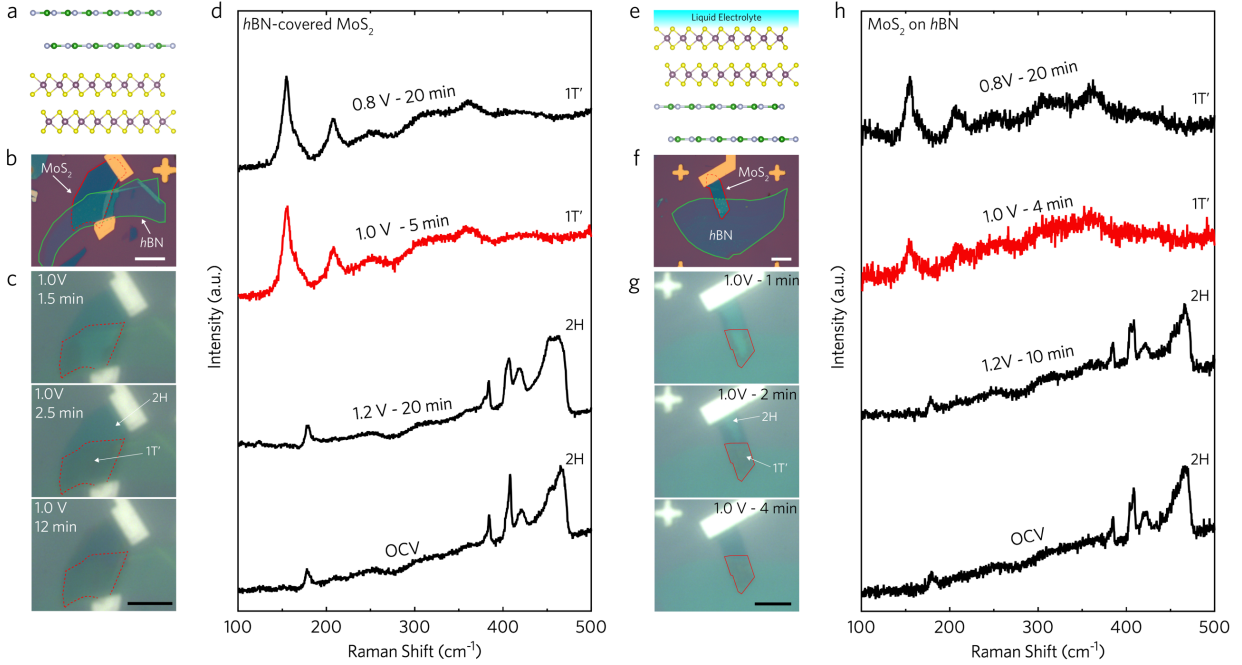 a
b
MoS2
hBN
c
1.0V
1.5 min
1.0V
2.5 min
2H
1T′
1.0 V
12 min
d
hBN-covered MoS2
0.8 V - 20 min
1T′
1.0 V - 5 min
1T′
2H
1.2 V - 20 min
2H
OCV
Intensity (a.u.)
100
200
300
400
500
Raman Shift (cm-1)
e
Liquid Electrolyte
f
MoS2
hBN
g
1.0V - 1 min
1.0V - 2 min
2H
1T′
1.0 V - 4 min
h
MoS2 on hBN
0.8V - 20 min
1T′
1.0 V - 4 min
1T′
2H
1.2V - 10 min
2H
OCV
Intensity (a.u.)
100
200
300
400
500
Raman Shift (cm-1)